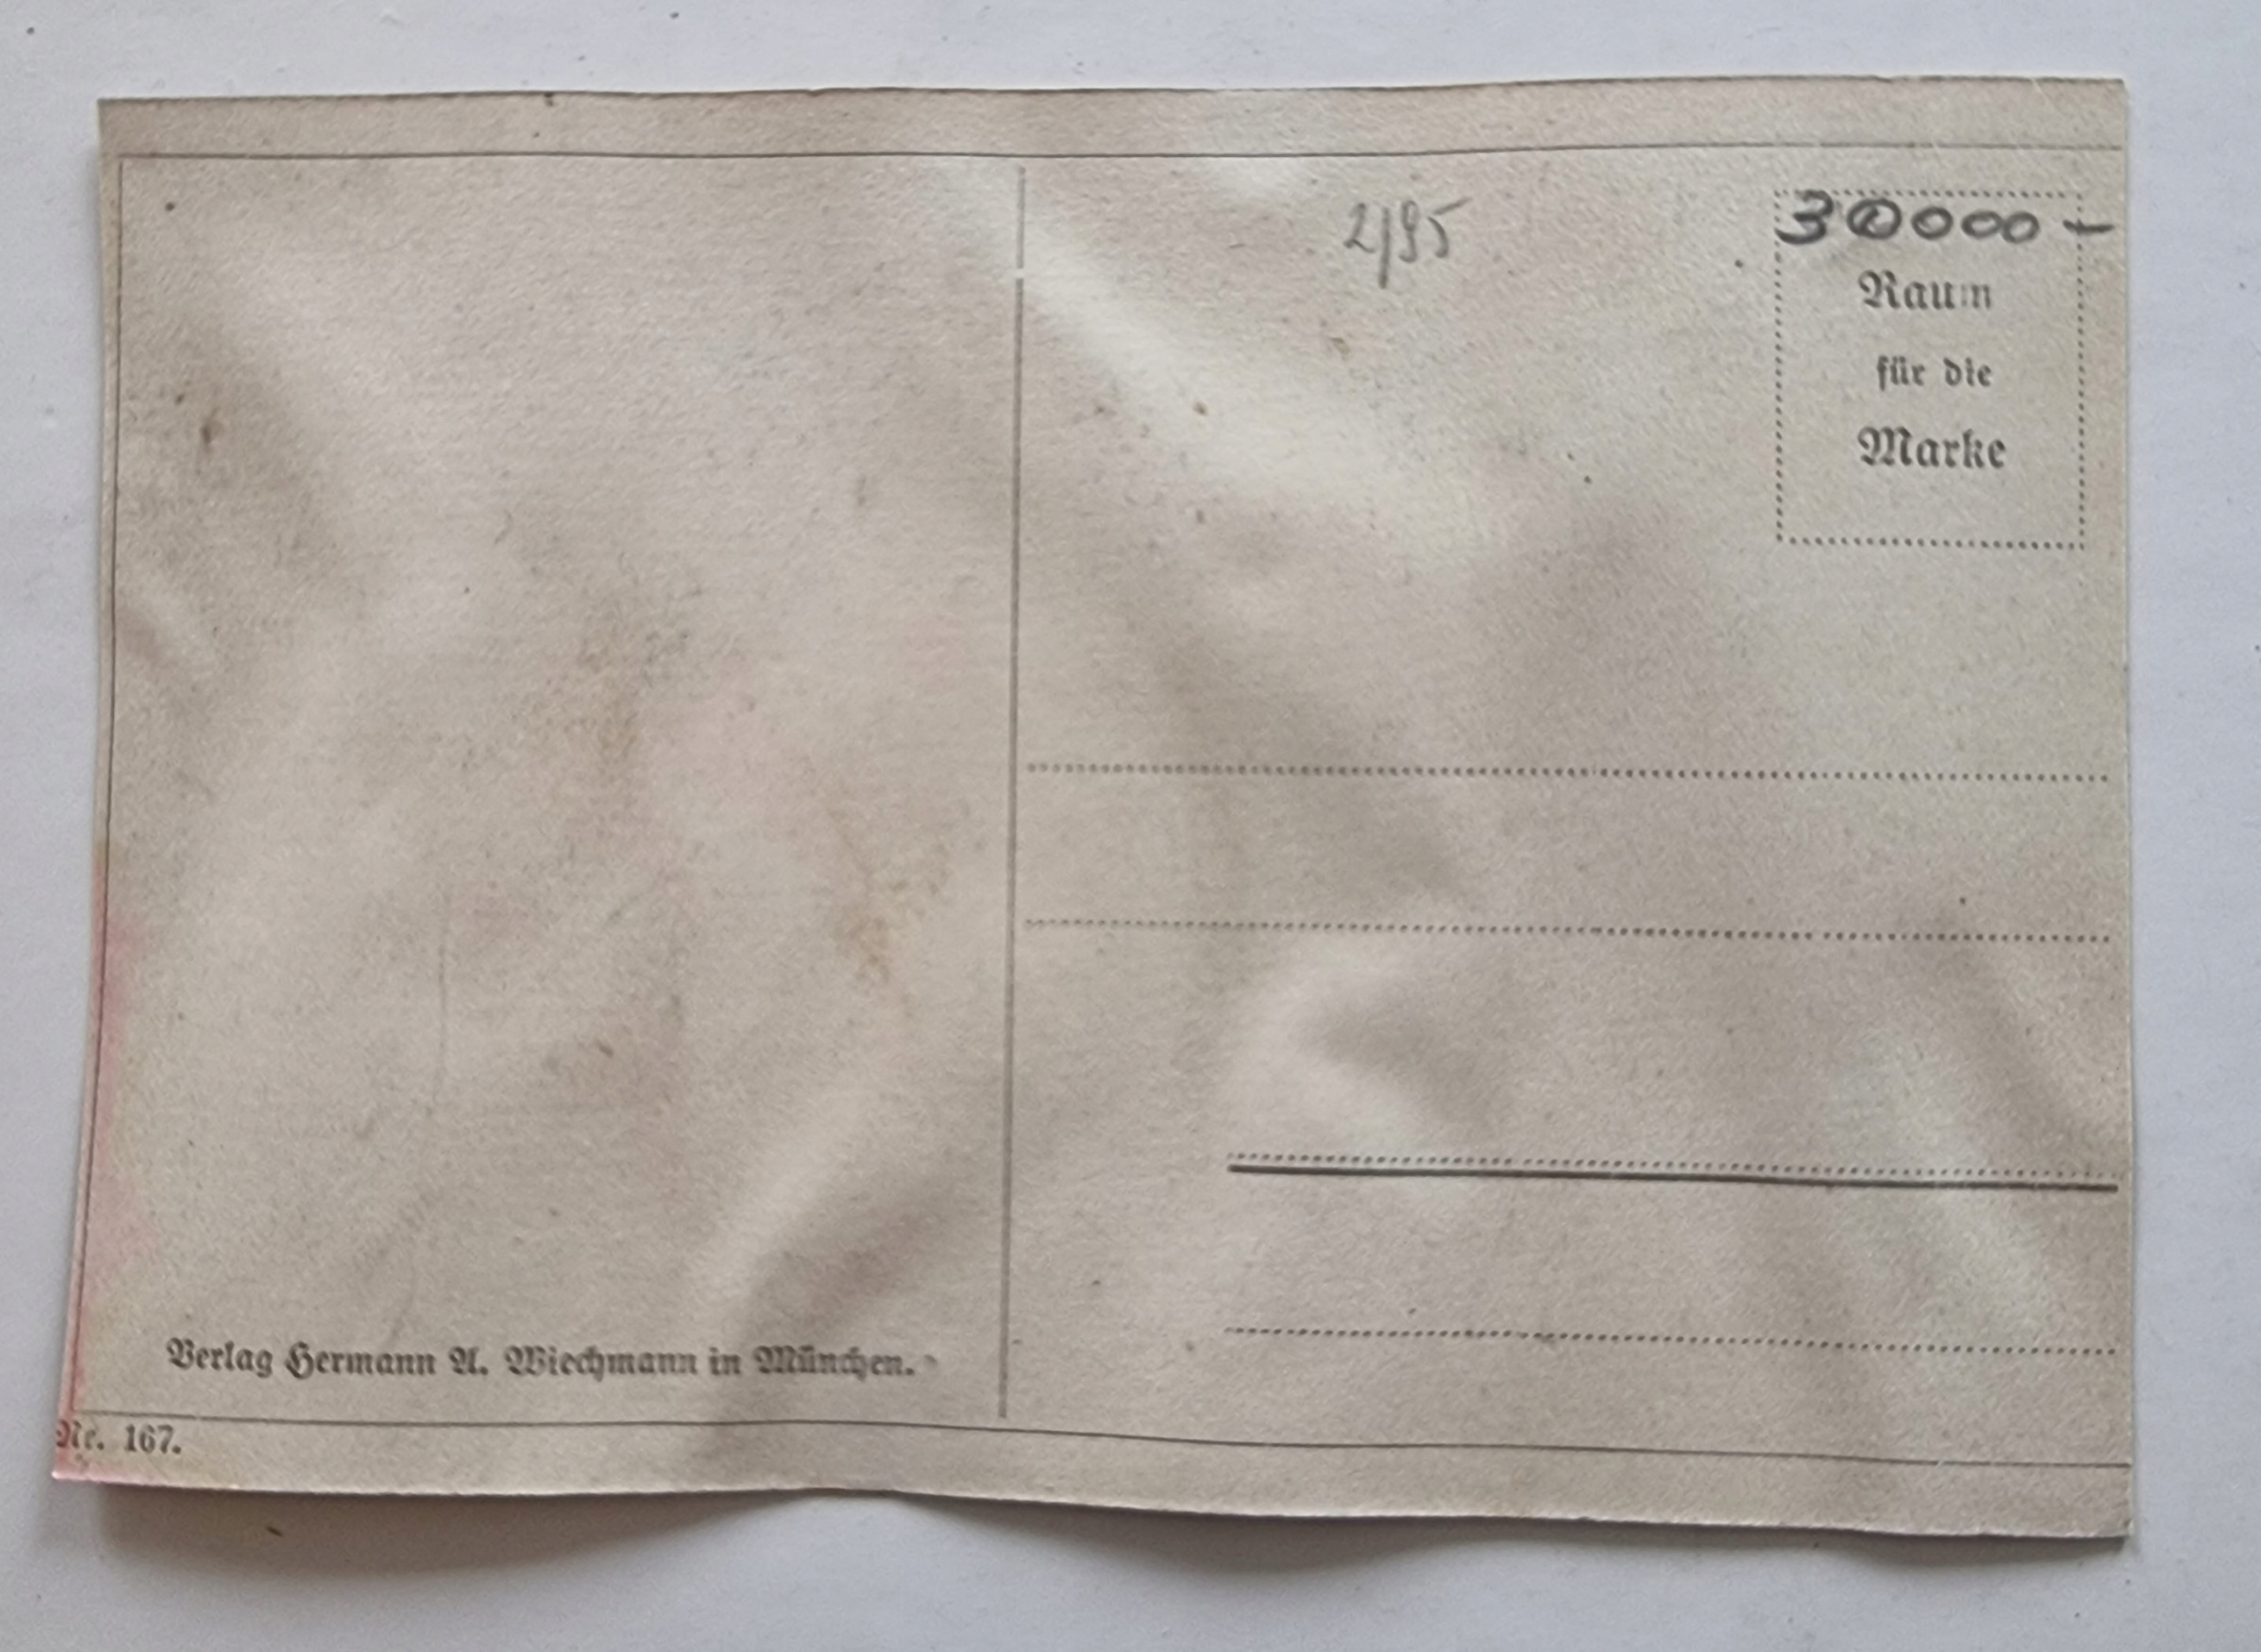 2/95
30000-
Raum
für die
Marke
Verlag Hermann A. Wiechmann in München.
Nr. 167.